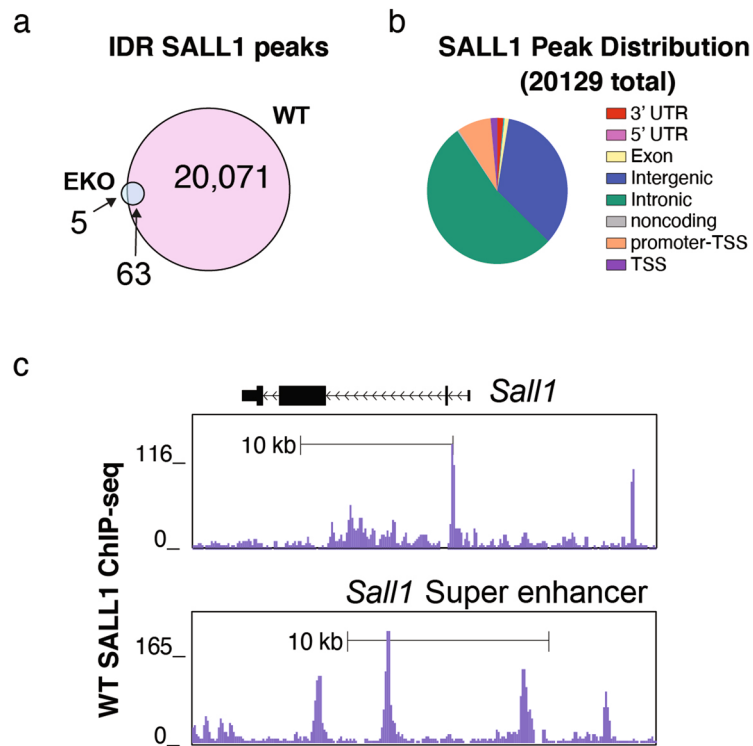 a
IDR SALL1 peaks
WT
EKO
20,071
5
63
b
SALL1 Peak Distribution
(20129 total)
3' UTR
5' UTR
Exon
Intergenic
Intronic
noncoding
promoter-TSS
TSS
c
Sall1
WT SALL1 ChIP-seq
10 kb
116_
0_
Sall1 Super enhancer
10 kb
165_
0_